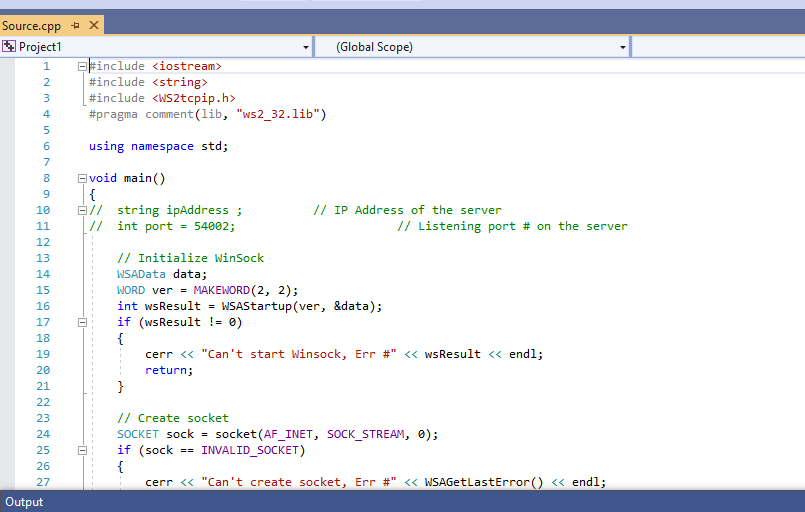 Source.cpp
Project1 (Global Scope)
1 #include <iostream>
2 #include <string>
3 #include <WS2tcpip.h>
4 #pragma comment(lib, "ws2_32.lib")
5
6 using namespace std;
7
8 void main()
9 {
10 //  string ipAddress ;          // IP Address of the server
11 //  int port = 54002;                       // Listening port # on the server
12
13     // Initialize WinSock
14     WSAData data;
15     WORD ver = MAKEWORD(2, 2);
16     int wsResult = WSAStartup(ver, &data);
17     if (wsResult != 0)
18     {
19         cerr << "Can't start Winsock, Err #" << wsResult << endl;
20         return;
21     }
22
23     // Create socket
24     SOCKET sock = socket(AF_INET, SOCK_STREAM, 0);
25     if (sock == INVALID_SOCKET)
26     {
27         cerr << "Can't create socket, Err #" << WSAGetLastError() << endl;
Output